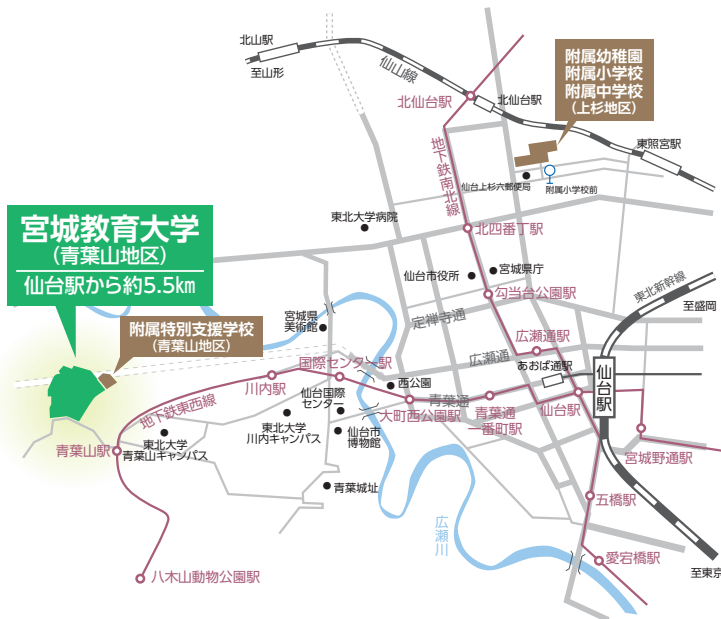 北山駅
至山形
仙山線
北仙台駅
北仙台駅
附属幼稚園
附属小学校
附属中学校
(上杉地区)
東照宮駅
地下鉄南北線
仙台上杉六郵便局
附属小学校前
東北大学病院
北四番丁駅
宮城教育大学
(青葉山地区)
仙台駅から約5.5km
仙台市役所
宮城県庁
勾当台公園駅
東北新幹線
至盛岡
宮城県
美術館
定禅寺通
附属特別支援学校
(青葉山地区)
広瀬通駅
広瀬通
あおば通駅
国際センター駅
川内駅
西公園
仙台駅
仙台駅
地下鉄東西線
仙台国際
センター
青葉通
大町西公園駅
青葉通
一番町駅
東北大学
川内キャンパス
仙台市
博物館
東北大学
青葉山キャンパス
青葉山駅
宮城野通駅
青葉城址
五橋駅
広瀬川
愛宕橋駅
至東京
八木山動物公園駅